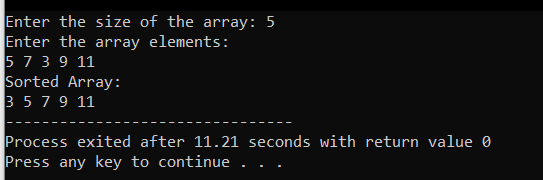 Enter the size of the array: 5
Enter the array elements:
5 7 3 9 11
Sorted Array:
3 5 7 9 11
--------------------------------
Process exited after 11.21 seconds with return value 0
Press any key to continue . . .